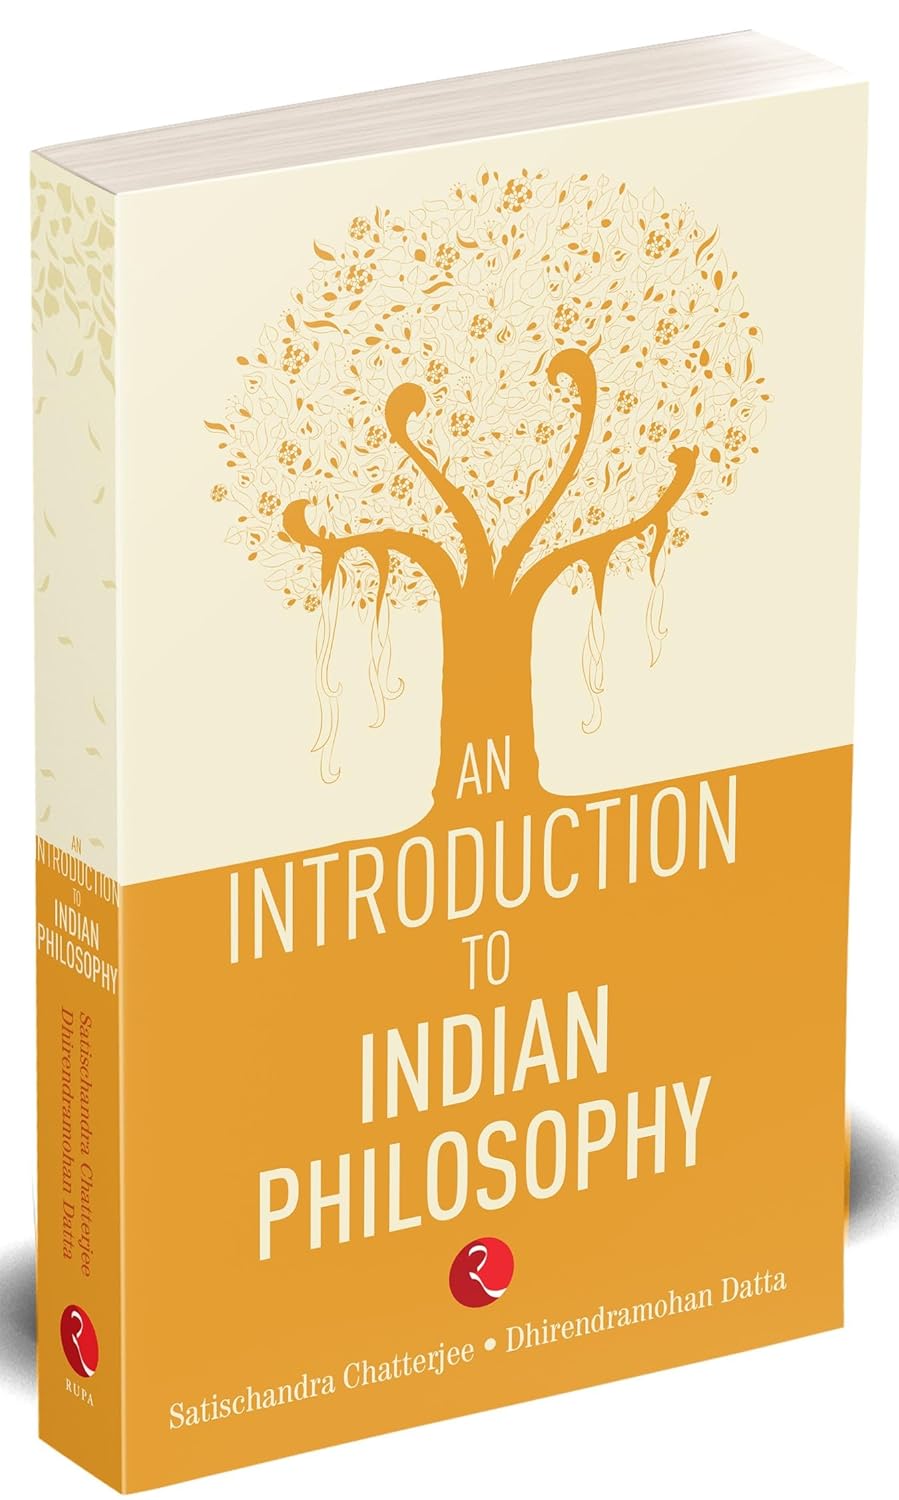 AN
INTRODUCTION
TO
INDIAN
PHILOSOPHY
Satischandra Chatterjee • Dhirendramohan Datta
AN
INTRODUCTION
TO
INDIAN
PHILOSOPHY
Satischandra Chatterjee
Dhirendramohan Datta
RUPA